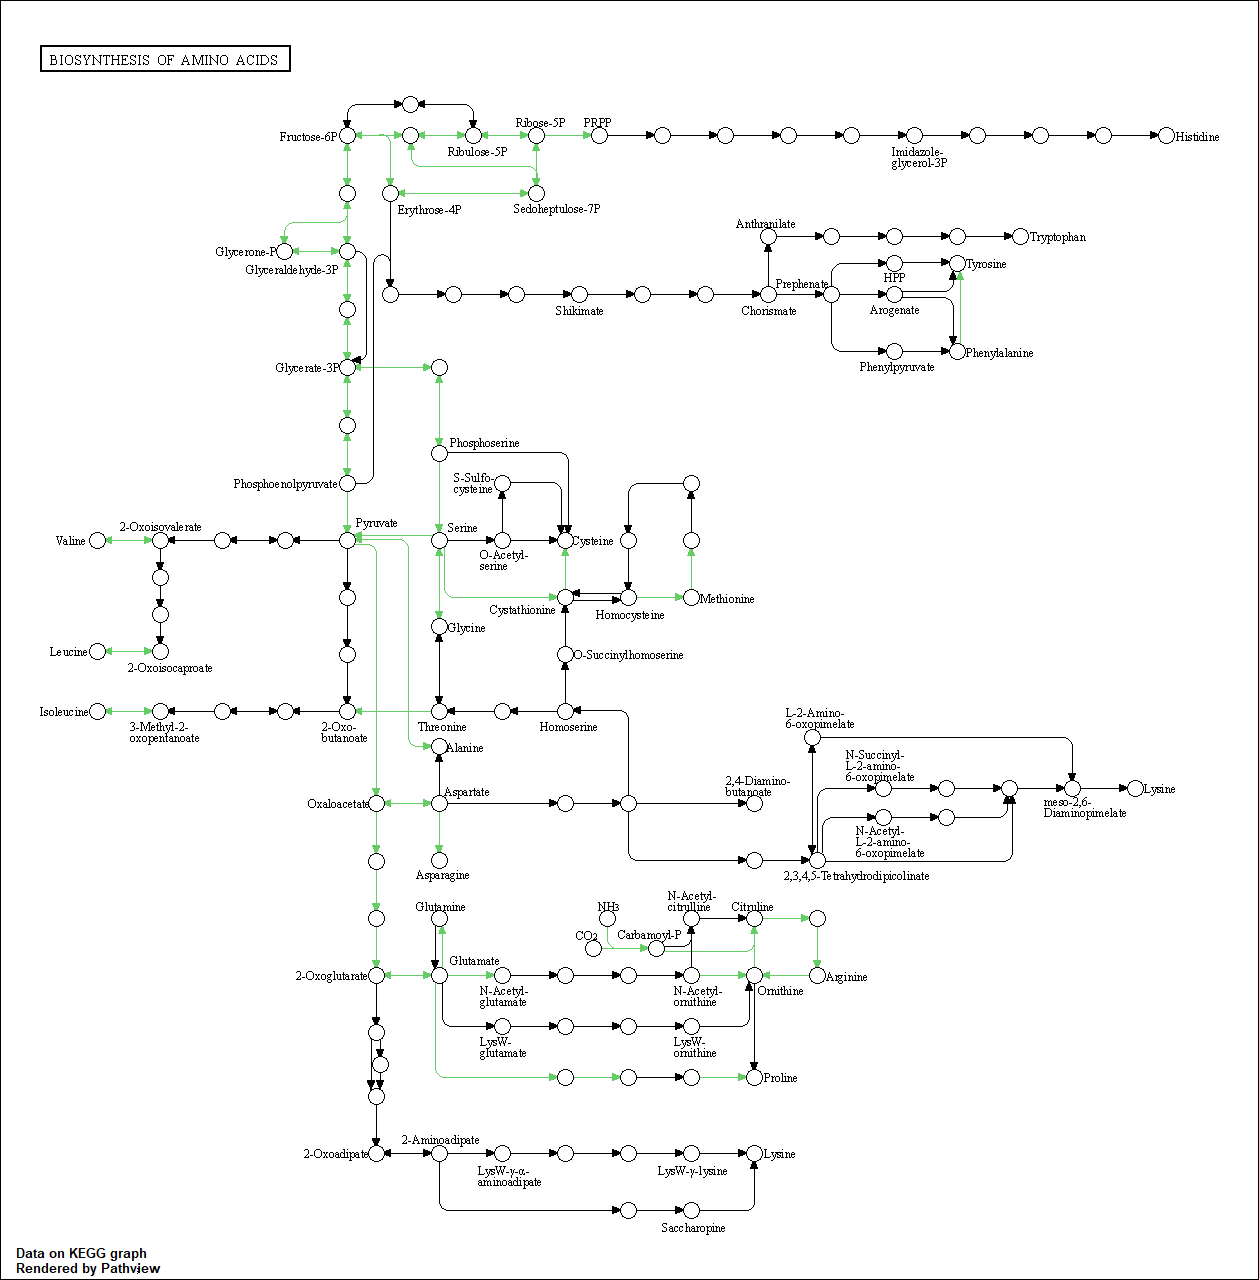 BIOSYNTHESIS OF AMINO ACIDS
Fructose-6P
Ribulose-5P
Ribose-5P
PRPP
Imidazole-
glycerol-3P
Histidine
Erythrose-4P
Sedoheptulose-7P
Glycerone-P
Glyceraldehyde-3P
Anthranilate
Tryptophan
HPP
Tyrosine
Prephenate
Shikimate
Chorismate
Arogenate
Phenylpyruvate
Phenylalanine
Glycerate-3P
Phosphoserine
Phosphoenolpyruvate
S-Sulfo-
cysteine
Valine
2-Oxoisovalerate
Pyruvate
Serine
O-Acetyl-
serine
Cysteine
Cystathionine
Homocysteine
Methionine
Glycine
Leucine
2-Oxoisocaproate
O-Succinylhomoserine
Isoleucine
3-Methyl-2-
oxopentanoate
2-Oxo-
butanoate
Threonine
Homoserine
Alanine
L-2-Amino-
6-oxopimelate
N-Succinyl-
L-2-amino-
6-oxopimelate
Oxaloacetate
Aspartate
2,4-Diamino-
butanoate
meso-2,6-
Diaminopimelate
Lysine
N-Acetyl-
L-2-amino-
6-oxopimelate
Asparagine
2,3,4,5-Tetrahydrodipicolinate
Glutamine
NH3
CO2
Carbamoyl-P
N-Acetyl-
citrulline
Citruline
2-Oxoglutarate
Glutamate
N-Acetyl-
glutamate
N-Acetyl-
ornithine
Ornithine
Arginine
LysW-
glutamate
LysW-
ornithine
Proline
2-Oxoadipate
2-Aminoadipate
LysW-γ-α-
aminoadipate
LysW-γ-lysine
Lysine
Saccharopine
Data on KEGG graph
Rendered by Pathview